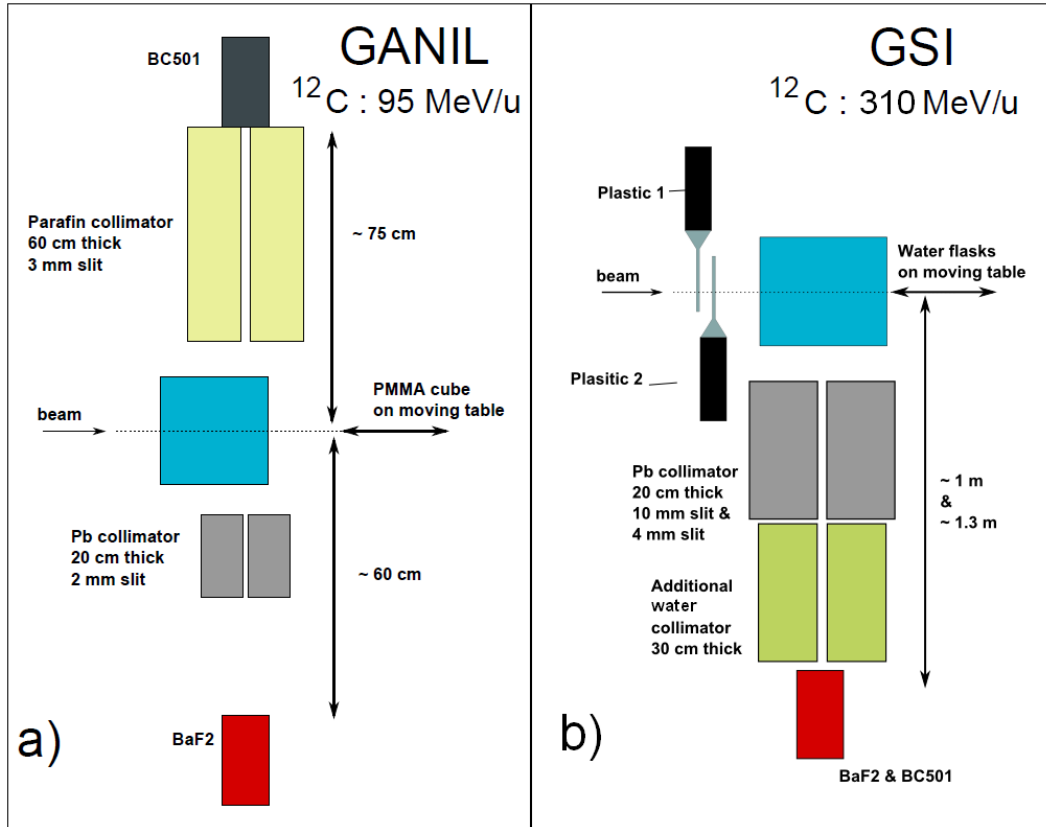 GANIL
12C : 95 MeV/u
BC501
Parafin collimator
60 cm thick
3 mm slit
~ 75 cm
PMMA cube
on moving table
beam
Pb collimator
20 cm thick
2 mm slit
~ 60 cm
BaF2
a)
GSI
12C : 310 MeV/u
Plastic 1
beam
Water flasks
on moving table
Plasitic 2
Pb collimator
20 cm thick
10 mm slit &
4 mm slit
~ 1 m
&
~ 1.3 m
Additional
water
collimator
30 cm thick
b)
BaF2 & BC501